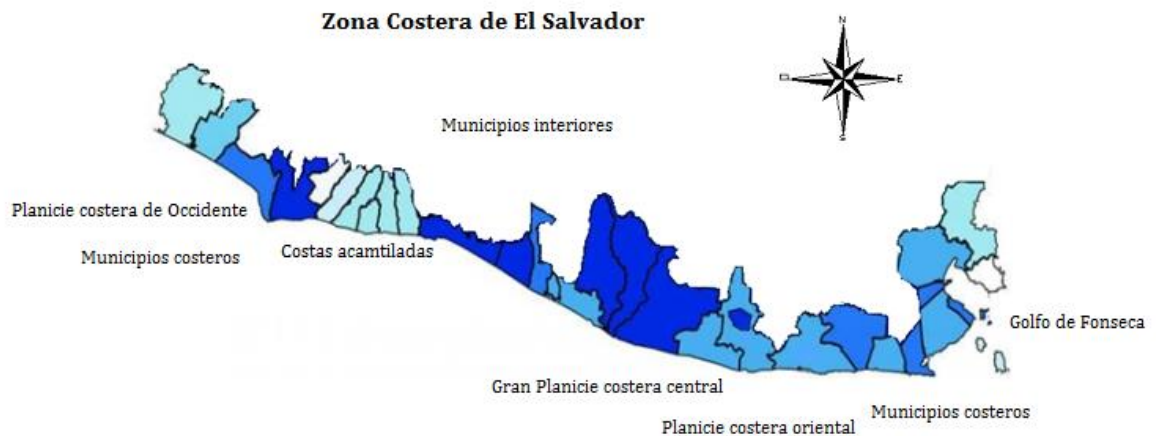 Zona Costera de El Salvador
N
E
S
Municipios interiores
Planicie costera de Occidente
Municipios costeros
Costas acamtiladas
Golfo de Fonseca
Gran Planicie costera central
Municipios costeros
Planicie costera oriental